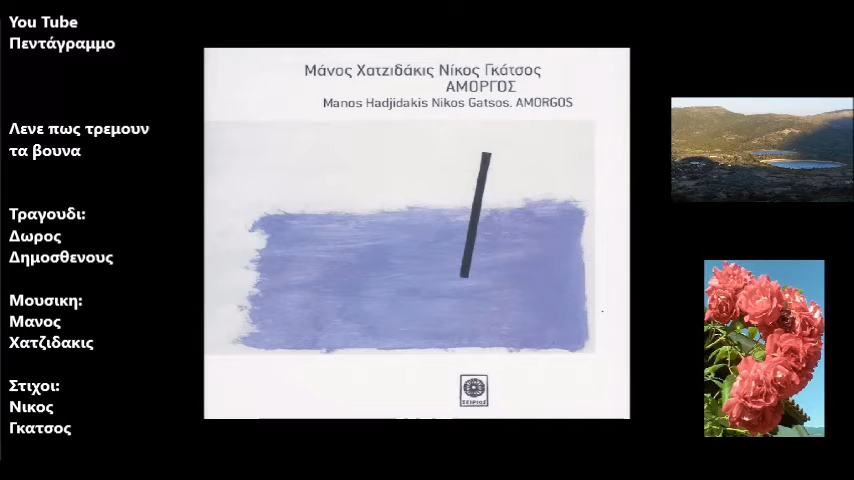 You Tube
Πεντάγραμμο
Λενε πως τρεμουν
τα βουνα
Τραγουδι:
Δωρος
Δημοσθενους
Μουσικη:
Μανος
Χατζιδακις
Στιχοι:
Νικος
Γκατσος
Μάνος Χατζιδάκις Νίκος Γκάτσος
ΑΜΟΡΓΟΣ
Manos Hadjidakis Nikos Gatsos. AMORGOS
ΣΕΙΡΙΟΣ